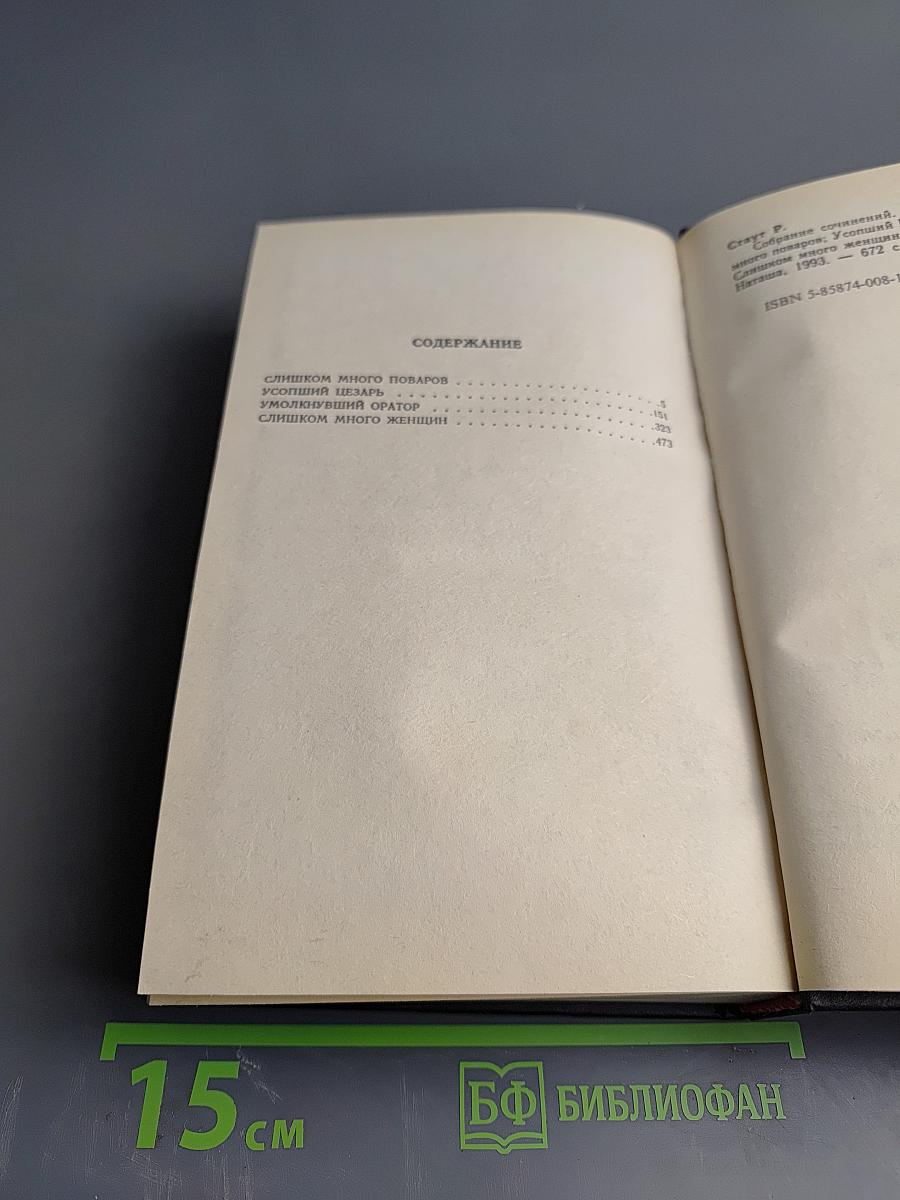 СОДЕРЖАНИЕ
СЛИШКОМ МНОГО ПОВАРОВ . . . . . . . . . . . . . . . . . .5
УСОПШИЙ ЦЕЗАРЬ . . . . . . . . . . . . . . . . . . . . . . .151
УМОЛКНУВШИЙ ОРАТОР . . . . . . . . . . . . . . . . . . . .323
СЛИШКОМ МНОГО ЖЕНЩИН . . . . . . . . . . . . . . . . . .473
Стаут Р.
Собрание сочинений.
много поваров; Усопший
Слишком много женщин
Наташа, 1993. — 672 с
ISBN 5-85874-008-
15 см
БФ БИБЛИОФАН